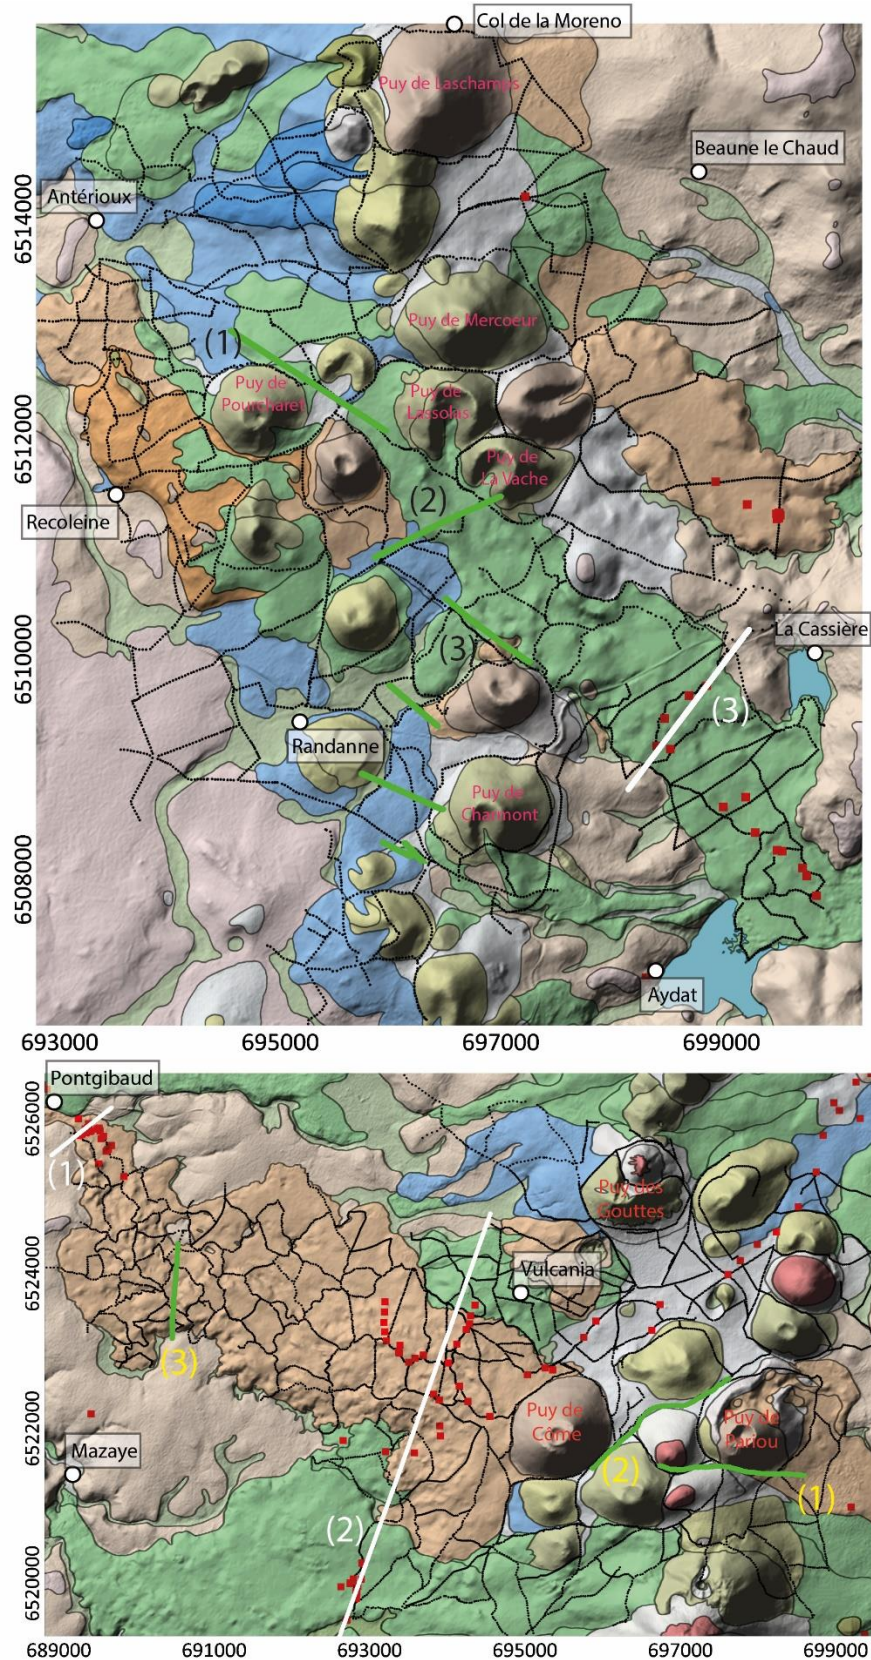 Col de la Moreno
Puy de Laschamps
Beaune le Chaud
Antérioux
6514000
Puy de Mercoeur
(1)
Puy de
Pourcharet
Puy de
Lassolas
6512000
Puy de
La Vache
Recoleine
(2)
La Cassière
6510000
(3)
(3)
Randanne
Puy de
Charmont
6508000
Aydat
693000
695000
697000
699000
Pontgibaud
6526000
(1)
Puy des
Gouttes
6524000
Vulcania
(3)
6522000
Puy de
Côme
Puy de
Pariou
Mazaye
(2)
(1)
(2)
6520000
689000
691000
693000
695000
697000
699000